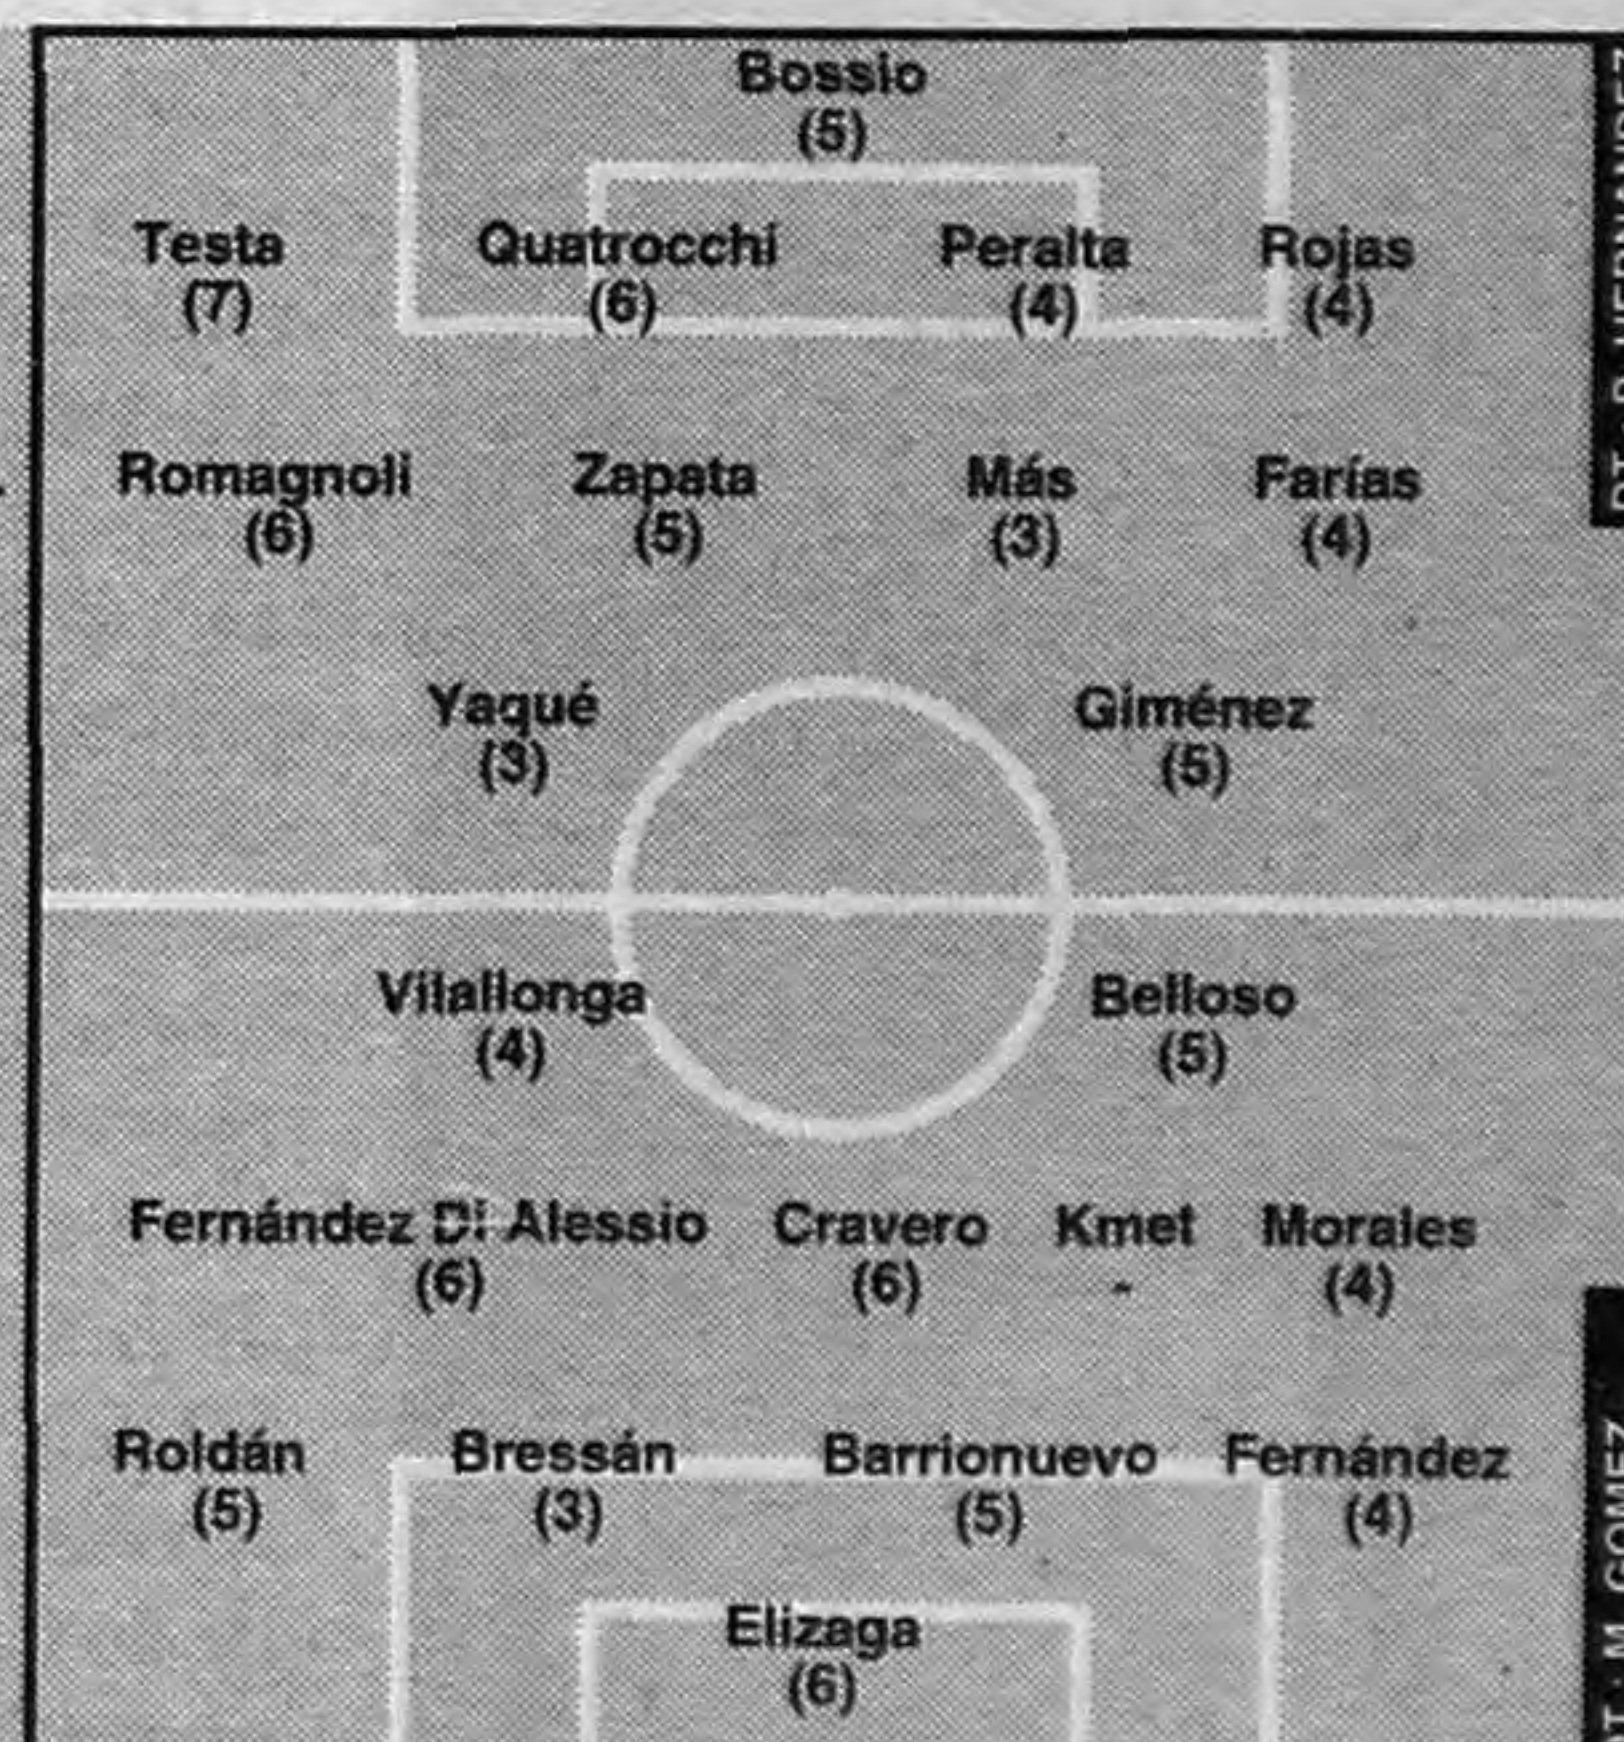 Bossio
(5)
Testa Quatrocchi Peralta Rojas
(7) (6) (4) (4)
Romagnoli Zapata Más Farías
(6) (5) (3) (4)
Yaqué Giménez
(3) (5)
Vilallonga Belloso
(4) (5)
Fernández Di Alessio Cravero Kmet Morales
(6) (6) - (4)
Roldán Bressán Barrionuevo Fernández
(5) (3) (5) (4)
Elizaga
(6)
GOMEZ